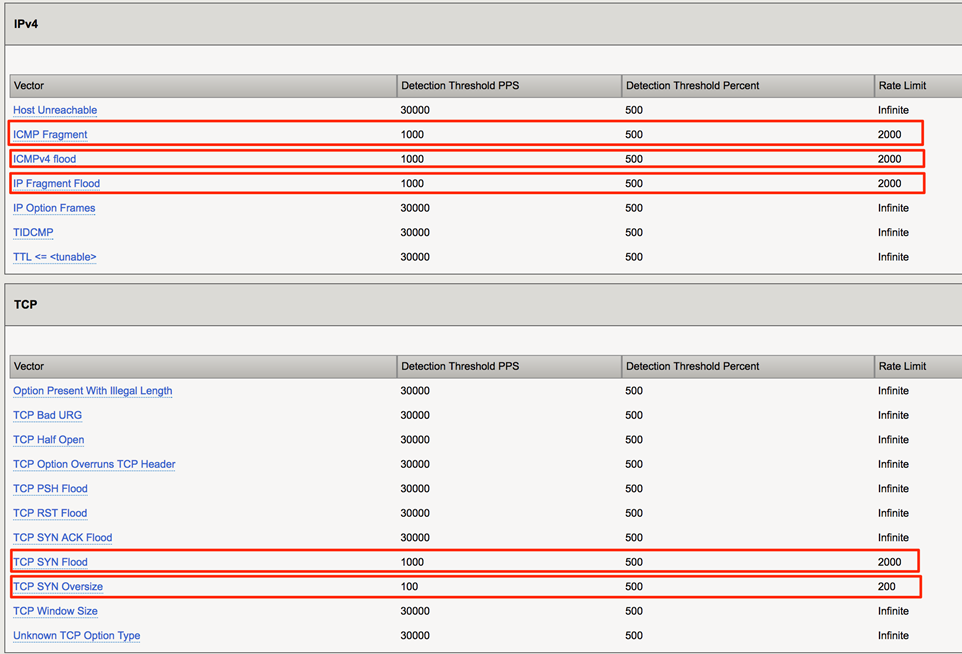 IPv4
Vector Detection Threshold PPS Detection Threshold Percent Rate Limit
Host Unreachable 30000 500 Infinite
ICMP Fragment 1000 500 2000
ICMPv4 flood 1000 500 2000
IP Fragment Flood 1000 500 2000
IP Option Frames 30000 500 Infinite
TIDCMP 30000 500 Infinite
TTL <= <tunable> 30000 500 Infinite
TCP
Vector Detection Threshold PPS Detection Threshold Percent Rate Limit
Option Present With Illegal Length 30000 500 Infinite
TCP Bad URG 30000 500 Infinite
TCP Half Open 30000 500 Infinite
TCP Option Overruns TCP Header 30000 500 Infinite
TCP PSH Flood 30000 500 Infinite
TCP RST Flood 30000 500 Infinite
TCP SYN ACK Flood 30000 500 Infinite
TCP SYN Flood 1000 500 2000
TCP SYN Oversize 100 500 200
TCP Window Size 30000 500 Infinite
Unknown TCP Option Type 30000 500 Infinite